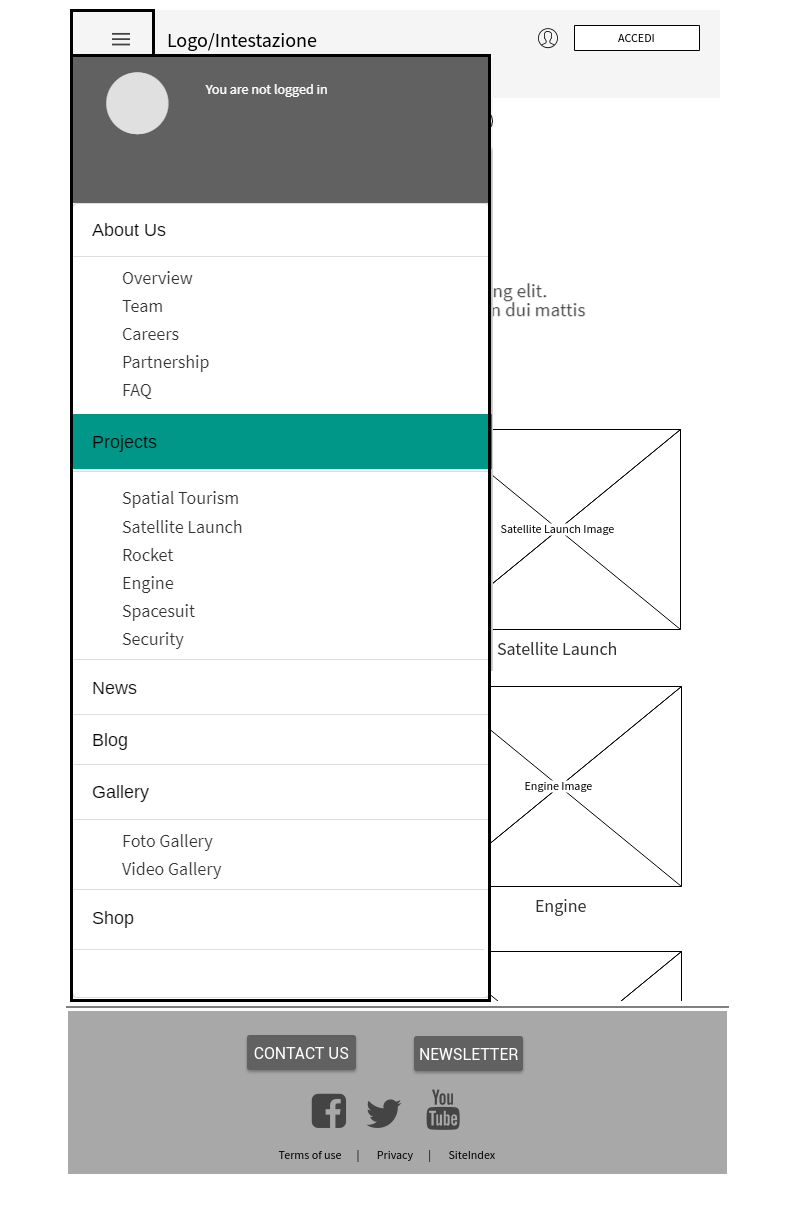 Logo/Intestazione
ACCEDI
You are not logged in
About Us
Overview
Team
Careers
Partnership
FAQ
Projects
Spatial Tourism
Satellite Launch
Rocket
Engine
Spacesuit
Security
News
Blog
Gallery
Foto Gallery
Video Gallery
Shop
elit.
dui mattis
Satellite Launch Image
Satellite Launch
Engine Image
Engine
CONTACT US
NEWSLETTER
You
Tube
Terms of use | Privacy | SiteIndex